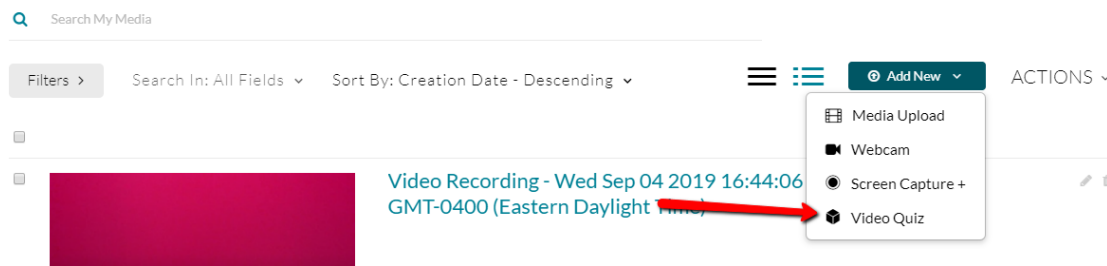 Search My Media
Filters >
Search In: All Fields
Sort By: Creation Date - Descending
Add New
ACTIONS
Media Upload
Webcam
Screen Capture +
Video Quiz
Video Recording - Wed Sep 04 2019 16:44:06
GMT-0400 (Eastern Daylight Time)